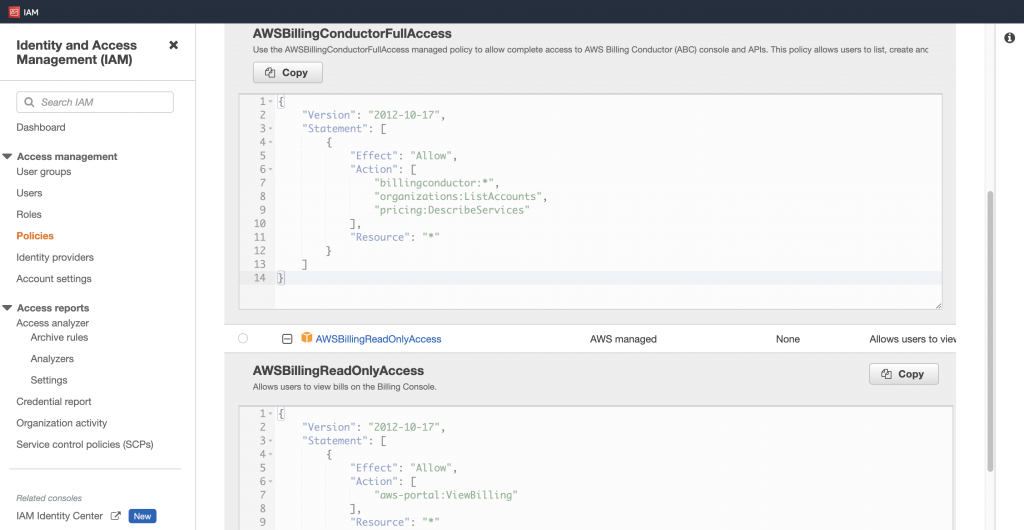 IAM
Identity and Access
Management (IAM)
Search IAM
Dashboard
Access management
User groups
Users
Roles
Policies
Identity providers
Account settings
Access reports
Access analyzer
Archive rules
Analyzers
Settings
Credential report
Organization activity
Service control policies (SCPs)
Related consoles
IAM Identity Center New
AWSBillingConductorFullAccess
Use the AWSBillingConductorFullAccess managed policy to allow complete access to AWS Billing Conductor (ABC) console and APIs. This policy allows users to list, create and
Copy
1 {
2 "Version": "2012-10-17",
3 "Statement": [
4 {
5 "Effect": "Allow",
6 "Action": [
7 "billingconductor:*",
8 "organizations:ListAccounts",
9 "pricing:DescribeServices"
10 ],
11 "Resource": "*"
12 }
13 ]
14 }
AWSBillingReadOnlyAccess AWS managed None Allows users to view
AWSBillingReadOnlyAccess
Allows users to view bills on the Billing Console.
Copy
1 {
2 "Version": "2012-10-17",
3 "Statement": [
4 {
5 "Effect": "Allow",
6 "Action": [
7 "aws-portal:ViewBilling"
8 ],
9 "Resource": "*"